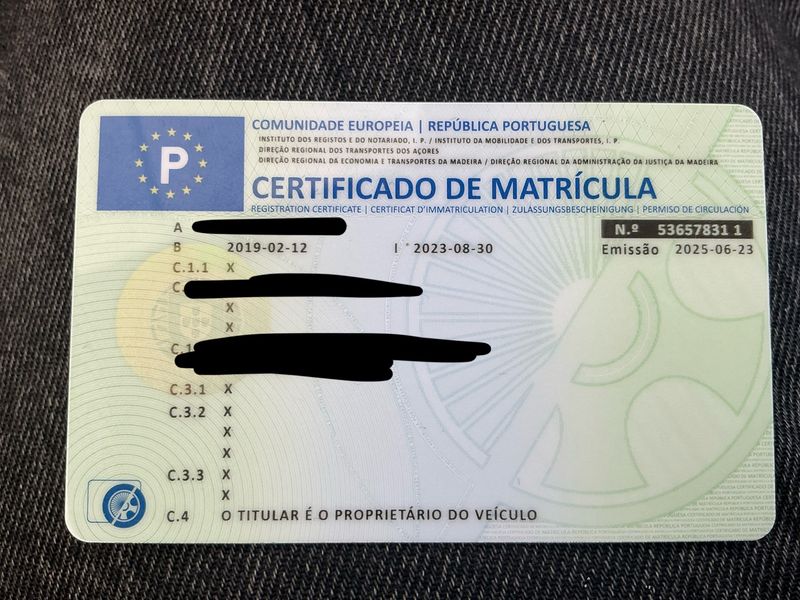 P
COMUNIDADE EUROPEIA | REPÚBLICA PORTUGUESA
INSTITUTO DOS REGISTOS E DO NOTARIADO, I. P. / INSTITUTO DA MOBILIDADE E DOS TRANSPORTES, I. P.
DIREÇÃO REGIONAL DOS TRANSPORTES DOS AÇORES
DIREÇÃO REGIONAL DA ECONOMIA E TRANSPORTES DA MADEIRA / DIREÇÃO REGIONAL DA ADMINISTRAÇÃO DA JUSTIÇA DA MADEIRA
CERTIFICADO DE MATRÍCULA
REGISTRATION CERTIFICATE | CERTIFICAT D'IMMATRICULATION | ZULASSUNGSBESCHEINIGUNG | PERMISO DE CIRCULACIÓN
A
N.º 53657831 1
B 2019-02-12 I * 2023-08-30 Emissão 2025-06-23
C.1.1 X
C.
X
X
C.1
C.3.1 X
C.3.2 X
X
X
C.3.3 X
X
C.4 O TITULAR É O PROPRIETÁRIO DO VEÍCULO